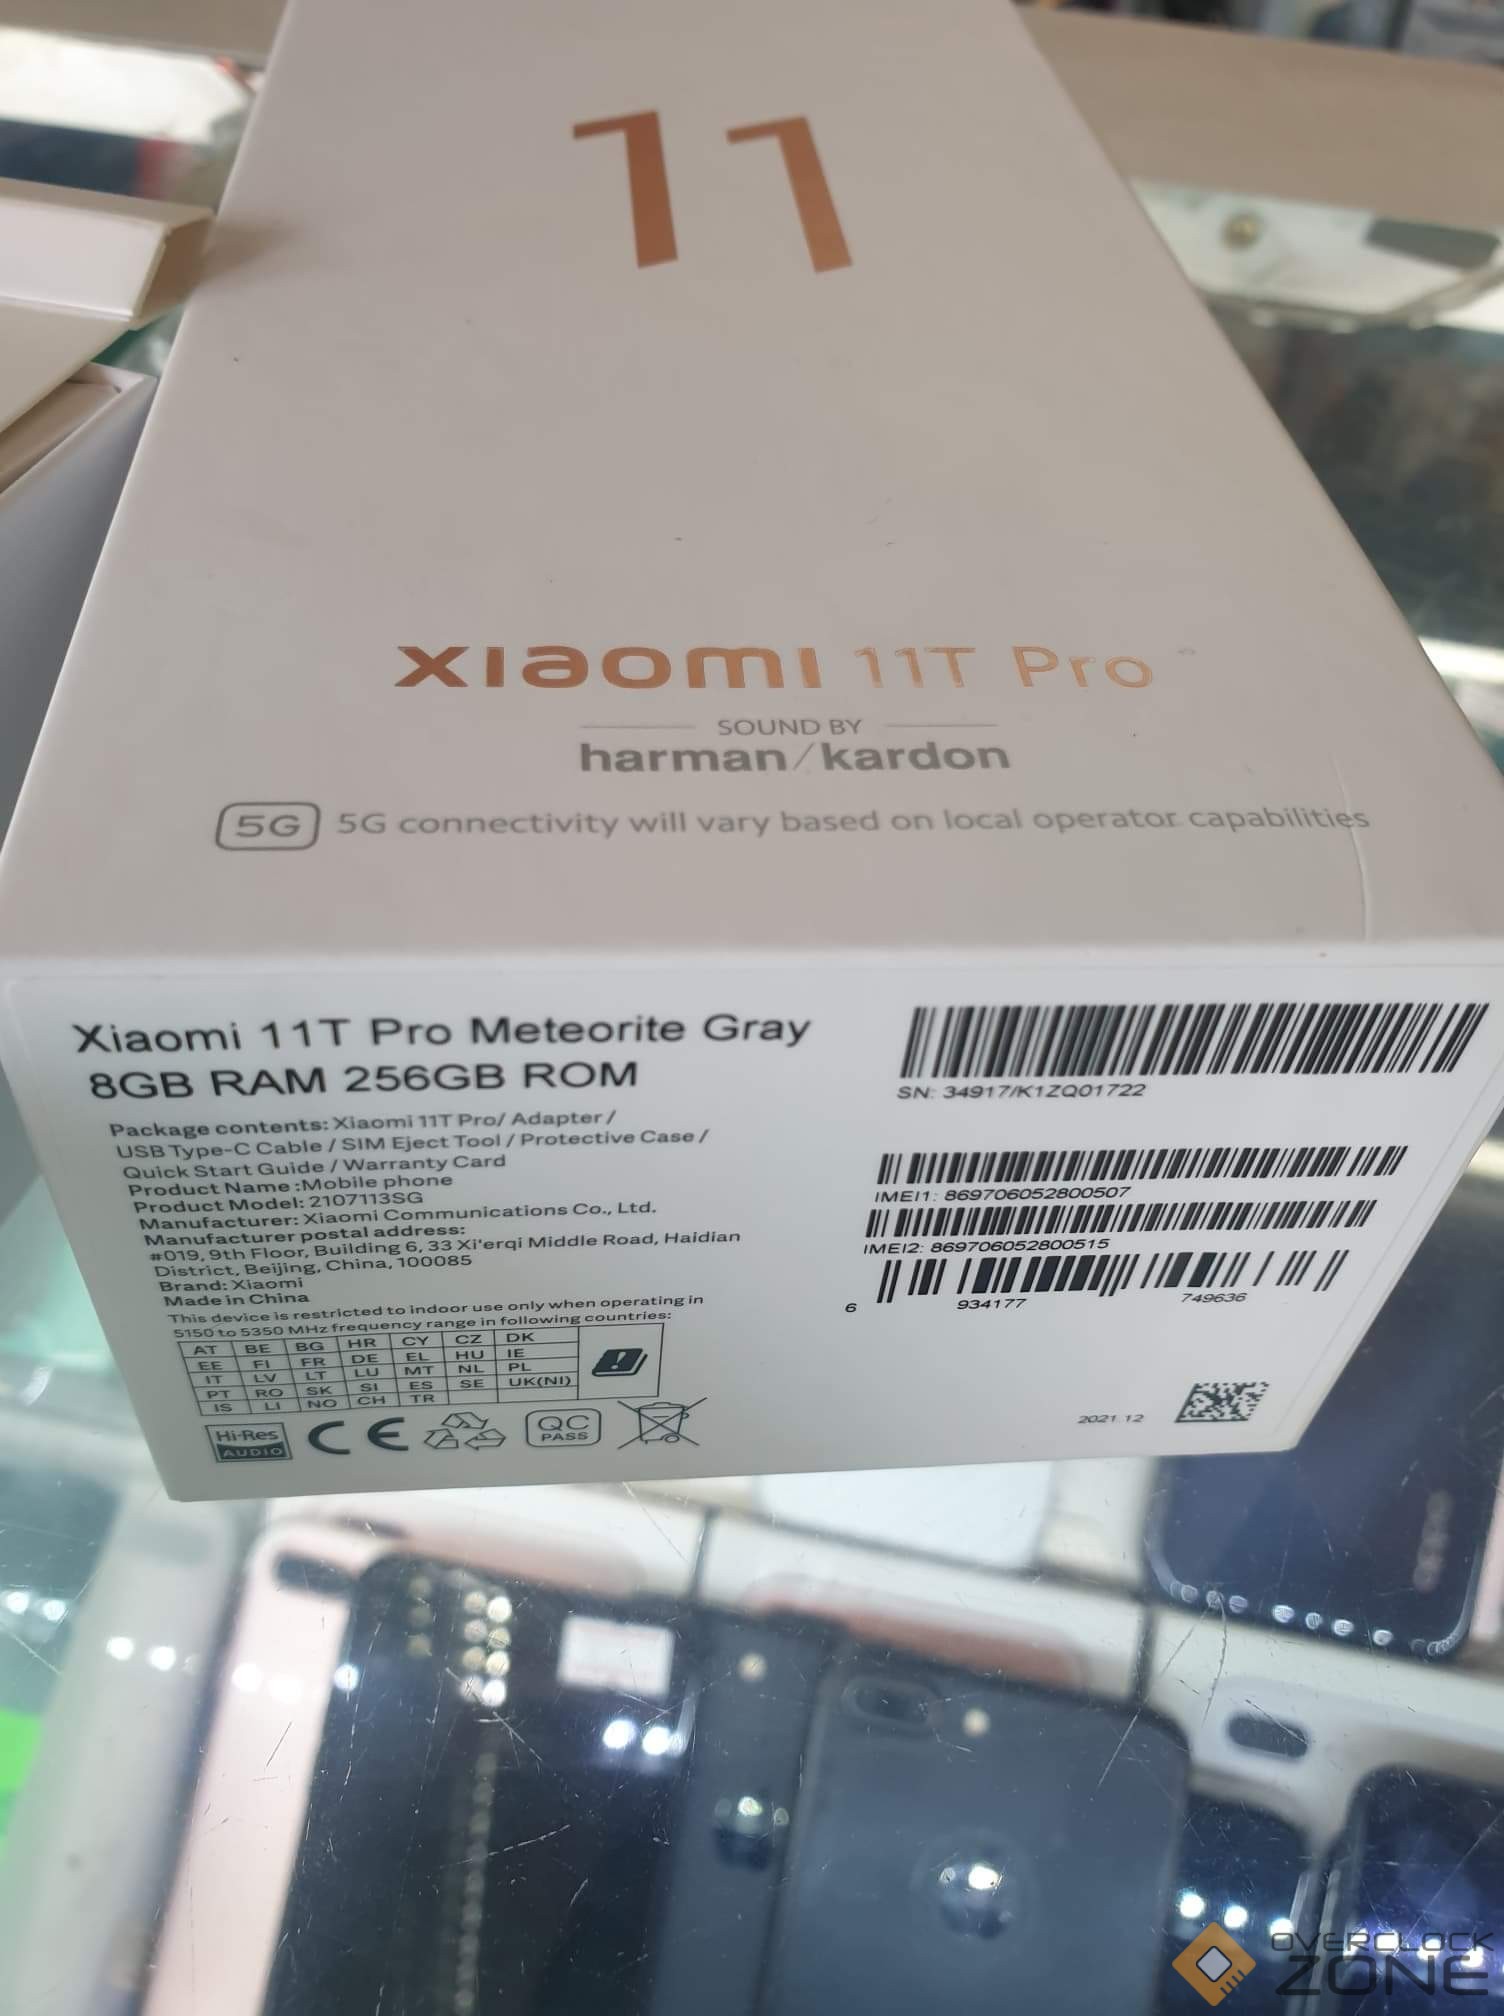 11
XIAOMI 11T Pro
SOUND BY
harman/kardon
5G 5G connectivity will vary based on local operator capabilities
Xiaomi 11T Pro Meteorite Gray
8GB RAM 256GB ROM
Package contents: Xiaomi 11T Pro/ Adapter /
USB Type-C Cable / SIM Eject Tool / Protective Case /
Quick Start Guide / Warranty Card
Product Name :Mobile phone
Product Model: 2107113SG
Manufacturer: Xiaomi Communications Co., Ltd.
Manufacturer postal address:
#019, 9th Floor, Building 6, 33 Xi'erqi Middle Road, Haidian
District, Beijing, China, 100085
Brand: Xiaomi
Made in China
This device is restricted to indoor use only when operating in
5150 to 5350 MHz frequency range in following countries:
AT BE BG HR CY CZ DK
EE FI FR DE EL HU IE
IT LV LT LU MT NL PL
PT RO SK SI ES SE UK(NI)
IS LI NO CH TR
Hi-Res
AUDIO
CE
QC
PASS
SN: 34917/K1ZQ01722
IMEI1: 869706052800507
IMEI2: 869706052800515
6 934177 749636
2021.12
oppo
OVERCLOCK
ZONE